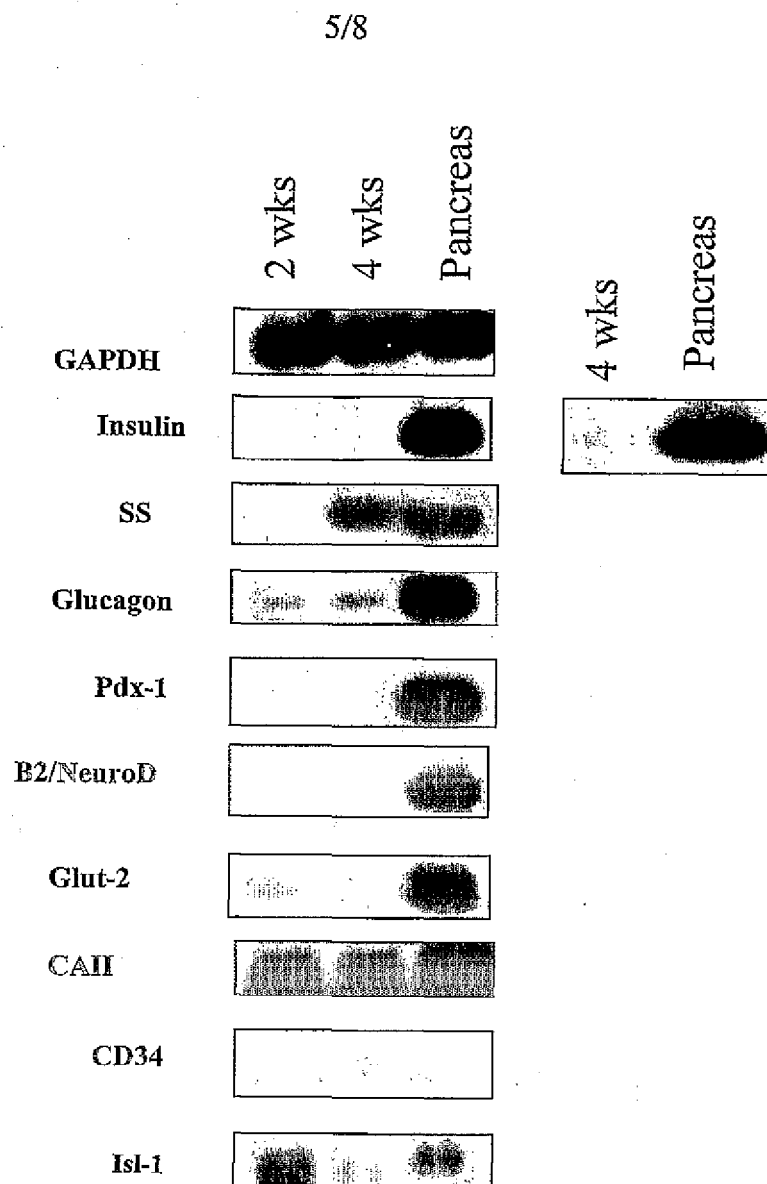 5/8
2 wks
4 wks
Pancreas
4 wks
Pancreas
GAPDH
Insulin
SS
Glucagon
Pdx-1
B2/NeuroD
Glut-2
CAII
CD34
Isl-1